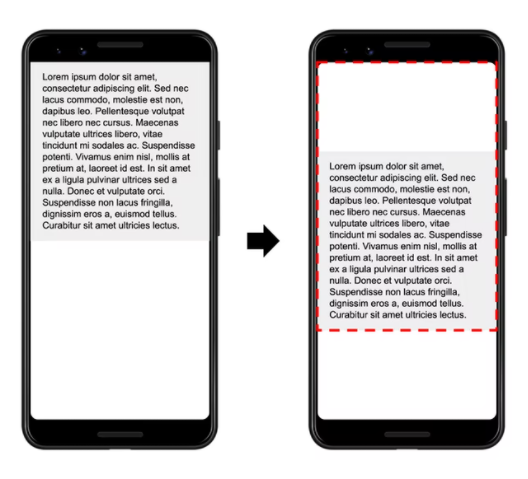 Lorem ipsum dolor sit amet,
consectetur adipiscing elit. Sed nec
lacus commodo, molestie est non,
dapibus leo. Pellentesque volutpat
nec libero nec cursus. Maecenas
vulputate ultrices libero, vitae
tincidunt mi sodales ac. Suspendisse
potenti. Vivamus enim nisl, mollis at
pretium at, laoreet id est. In sit amet
ex a ligula pulvinar ultrices sed a
nulla. Donec et vulputate orci.
Suspendisse non lacus fringilla,
dignissim eros a, euismod tellus.
Curabitur sit amet ultricies lectus.
Lorem ipsum dolor sit amet,
consectetur adipiscing elit. Sed nec
lacus commodo, molestie est non,
dapibus leo. Pellentesque volutpat
nec libero nec cursus. Maecenas
vulputate ultrices libero, vitae
tincidunt mi sodales ac. Suspendisse
potenti. Vivamus enim nisl, mollis at
pretium at, laoreet id est. In sit amet
ex a ligula pulvinar ultrices sed a
nulla. Donec et vulputate orci.
Suspendisse non lacus fringilla,
dignissim eros a, euismod tellus.
Curabitur sit amet ultricies lectus.